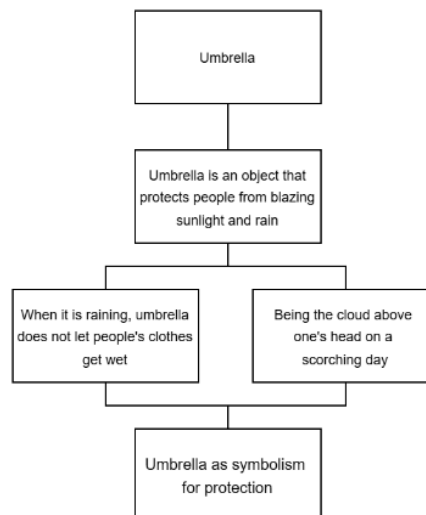 Umbrella
Umbrella is an object that
protects people from blazing
sunlight and rain
When it is raining, umbrella
does not let people's clothes
get wet
Being the cloud above
one's head on a
scorching day
Umbrella as symbolism
for protection